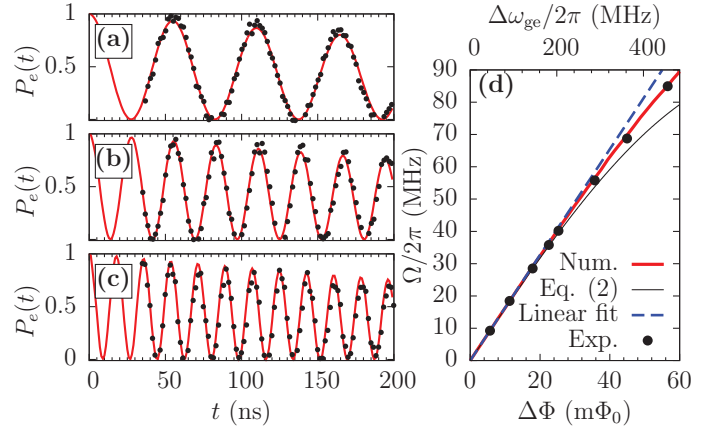 (a)
P_e(t)
1
0.5
(b)
P_e(t)
1
0.5
0
(c)
P_e(t)
1
0.5
0
0 50 100 150 200
t (ns)
Δω_ge/2π (MHz)
0 200 400
(d)
Ω/2π (MHz)
90
80
70
60
50
40
30
20
10
0
Num.
Eq. (2)
Linear fit
Exp.
0 20 40 60
ΔΦ (mΦ₀)